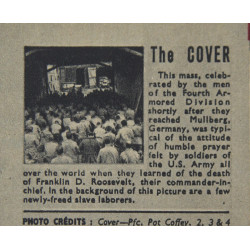 The COVER
This mass, celeb-
rated by the men
of the Fourth Ar-
mored Division
shortly after they
reached Mullberg,
Germany, was typi-
cal of the attitude
of humble prayer
felt by soldiers of
the U.S. Army all
over the world when they learned of the death
of Franklin D. Roosevelt, their commander-in-
chief. In the background of this picture are a few
newly-freed slave laborers.
PHOTO CRÉDITS : Cover—Pfc. Pat Coffey. 2, 3 & 4